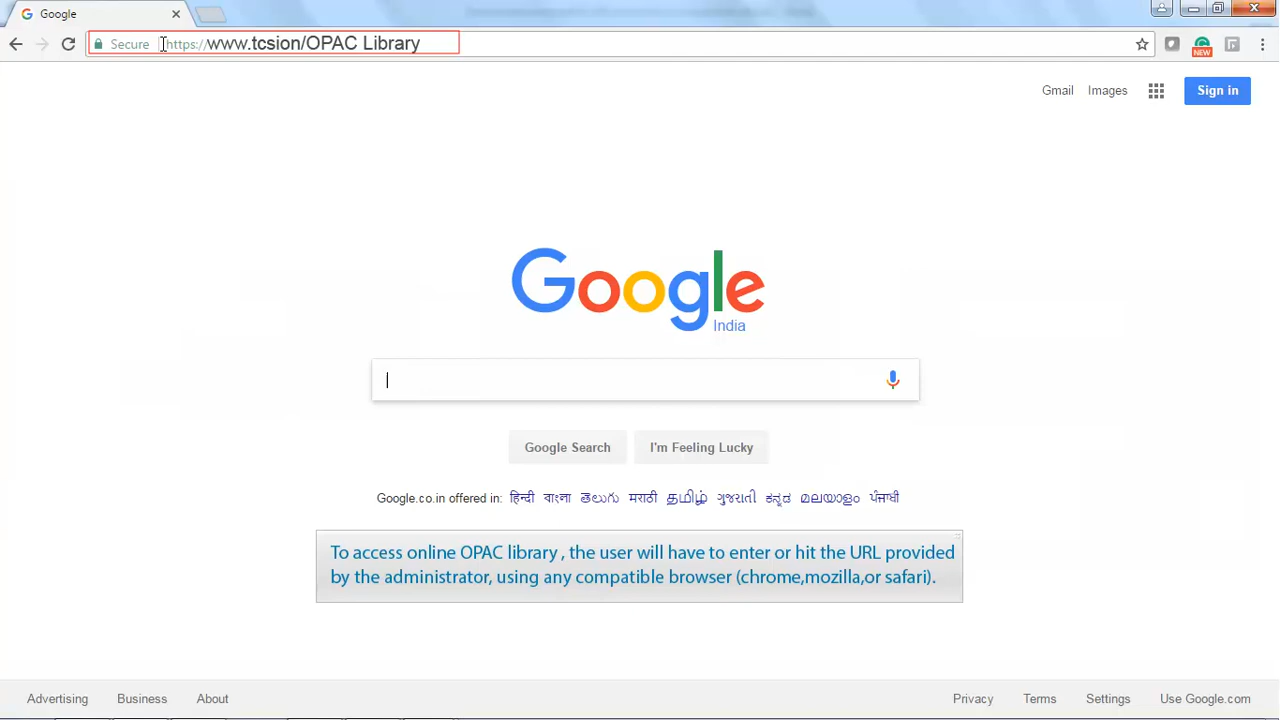 Google
Secure https://www.tcsion/OPAC Library
NEW
Gmail Images Sign in
Google
India
Google Search I'm Feeling Lucky
Google.co.in offered in: हिन्दी বাংলা తెలుగు मराठी தமிழ் ગુજરાતી ಕನ್ನಡ മലയാളം ਪੰਜਾਬੀ
To access online OPAC library , the user will have to enter or hit the URL provided
by the administrator, using any compatible browser (chrome,mozilla,or safari).
Advertising Business About Privacy Terms Settings Use Google.com